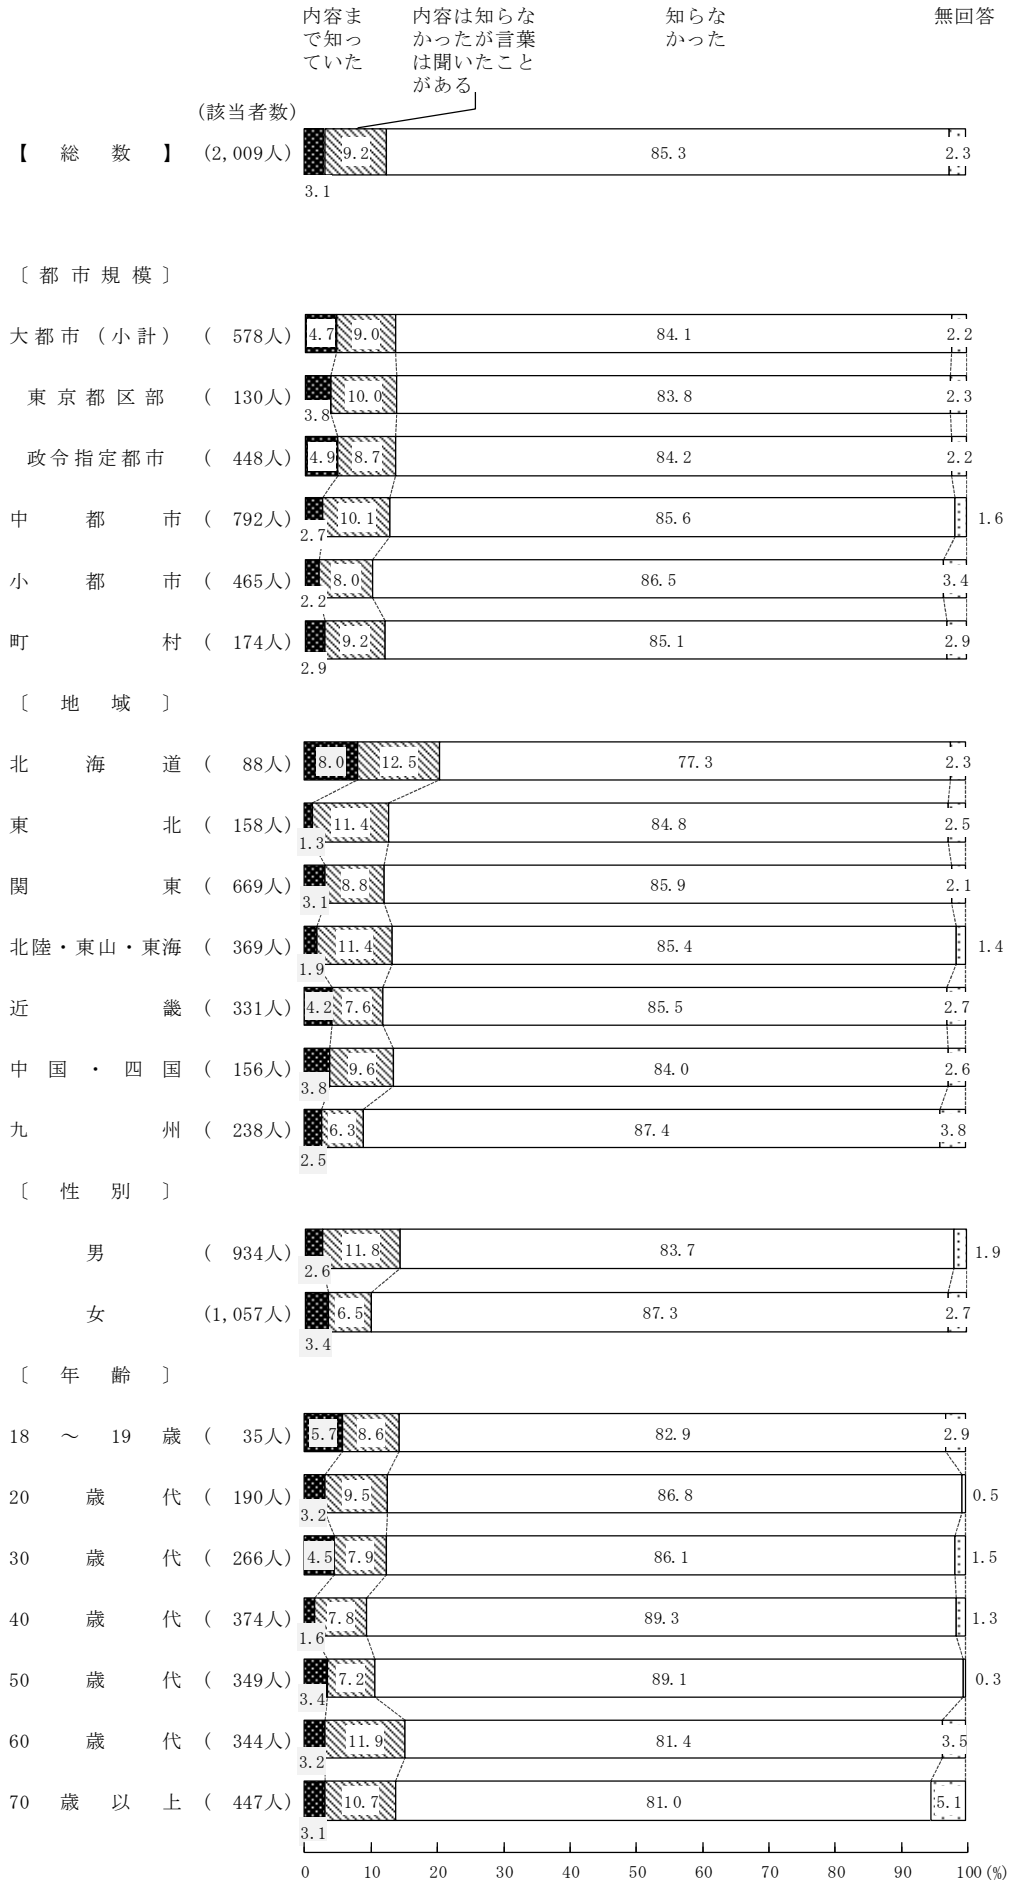 内容ま
で知っ
ていた
内容は知らな
かったが言葉
は聞いたこと
がある
知らな
かった
無回答
(該当者数)
【 総 数 】 (2,009人) 9.2 85.3 2.3
3.1
〔 都 市 規 模 〕
大都市(小計) ( 578人) 4.7 9.0 84.1 2.2
東京都区部 ( 130人) 3.8 10.0 83.8 2.3
政令指定都市 ( 448人) 4.9 8.7 84.2 2.2
中 都 市 ( 792人) 2.7 10.1 85.6 1.6
小 都 市 ( 465人) 2.2 8.0 86.5 3.4
町 村 ( 174人) 2.9 9.2 85.1 2.9
〔 地 域 〕
北 海 道 ( 88人) 8.0 12.5 77.3 2.3
東 北 ( 158人) 1.3 11.4 84.8 2.5
関 東 ( 669人) 3.1 8.8 85.9 2.1
北陸・東山・東海 ( 369人) 1.9 11.4 85.4 1.4
近 畿 ( 331人) 4.2 7.6 85.5 2.7
中 国 ・ 四 国 ( 156人) 3.8 9.6 84.0 2.6
九 州 ( 238人) 2.5 6.3 87.4 3.8
〔 性 別 〕
男 ( 934人) 2.6 11.8 83.7 1.9
女 (1,057人) 3.4 6.5 87.3 2.7
〔 年 齢 〕
18 ～ 19 歳 ( 35人) 5.7 8.6 82.9 2.9
20 歳 代 ( 190人) 3.2 9.5 86.8 0.5
30 歳 代 ( 266人) 4.5 7.9 86.1 1.5
40 歳 代 ( 374人) 1.6 7.8 89.3 1.3
50 歳 代 ( 349人) 3.4 7.2 89.1 0.3
60 歳 代 ( 344人) 3.2 11.9 81.4 3.5
70 歳 以 上 ( 447人) 3.1 10.7 81.0 5.1
0 10 20 30 40 50 60 70 80 90 100 (%)